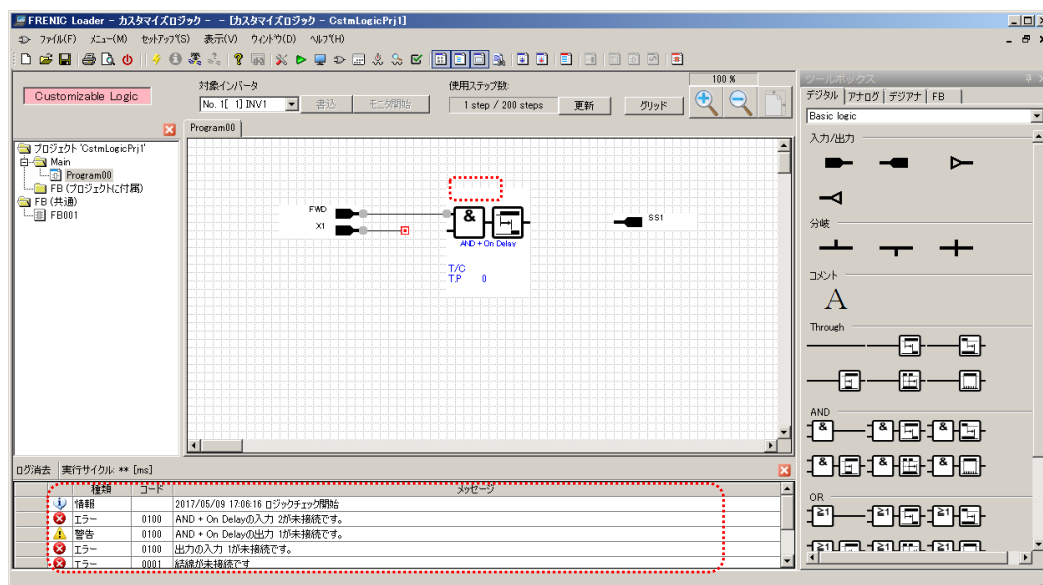 FRENIC Loader - カスタマイズロジック - - [カスタマイズロジック - CstmLogicPrj1]
ファイル(F) メニュー(M) セットアップ(S) 表示(V) ウィンドウ(D) ヘルプ(H)
Customizable Logic
対象インバータ
No. 1[ 1] INV1
書込
モニタ開始
使用ステップ数:
1 step / 200 steps
更新
グリッド
100 %
プロジェクト 'CstmLogicPrj1'
Main
Program00
FB (プロジェクトに付属)
FB (共通)
FB001
Program00
FWD
X1
&
AND + On Delay
T/C
T.P 0
SS1
ツールボックス
デジタル アナログ デジアナ FB
Basic logic
入力/出力
分岐
コメント
A
Through
AND
& & &
& & &
OR
≥1 ≥1 ≥1
≥1 ≥1 ≥1
ログ消去 実行サイクル: ** [ms]
種類 コード メッセージ
情報 2017/05/09 17:06:16 ロジックチェック開始
エラー 0100 AND + On Delayの入力 2が未接続です。
警告 0100 AND + On Delayの出力 1が未接続です。
エラー 0100 出力の入力 1が未接続です。
エラー 0001 結線が未接続です